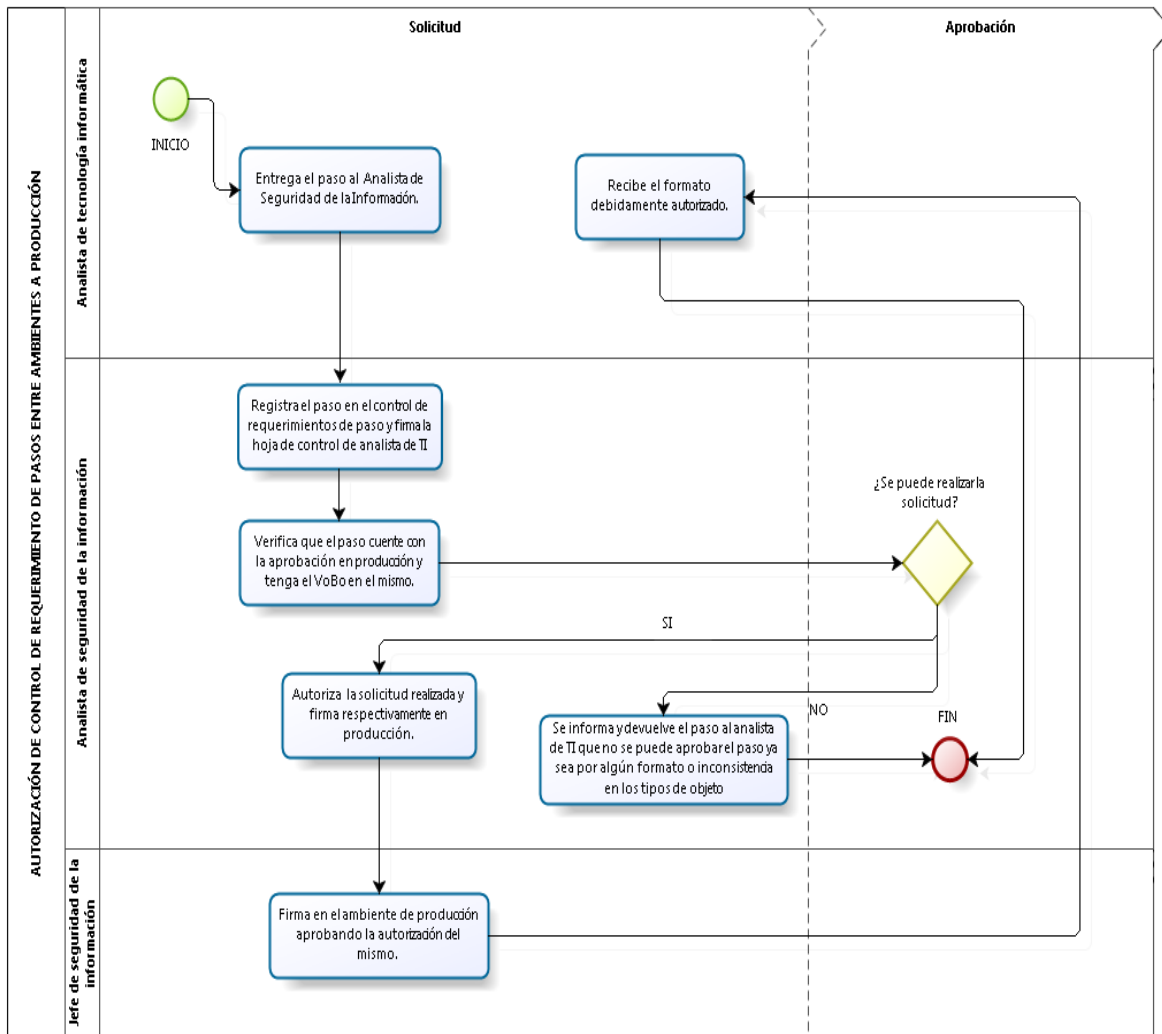 AUTORIZACIÓN DE CONTROL DE REQUERIMIENTO DE PASOS ENTRE AMBIENTES A PRODUCCIÓN
Solicitud
Aprobación
Analista de tecnología informática
INICIO
Entrega el paso al Analista de
Seguridad de la Información.
Recibe el formato
debidamente autorizado.
Analista de seguridad de la información
Registra el paso en el control de
requerimientos de paso y firma la
hoja de control de analista de TI
Verifica que el paso cuente con
la aprobación en producción y
tenga el VoBo en el mismo.
¿Se puede realizar la
solicitud?
SI
Autoriza la solicitud realizada y
firma respectivamente en
producción.
NO
Se informa y devuelve el paso al analista
de TI que no se puede aprobar el paso ya
sea por algún formato o inconsistencia
en los tipos de objeto
FIN
Jefe de seguridad de la
información
Firma en el ambiente de producción
aprobando la autorización del
mismo.